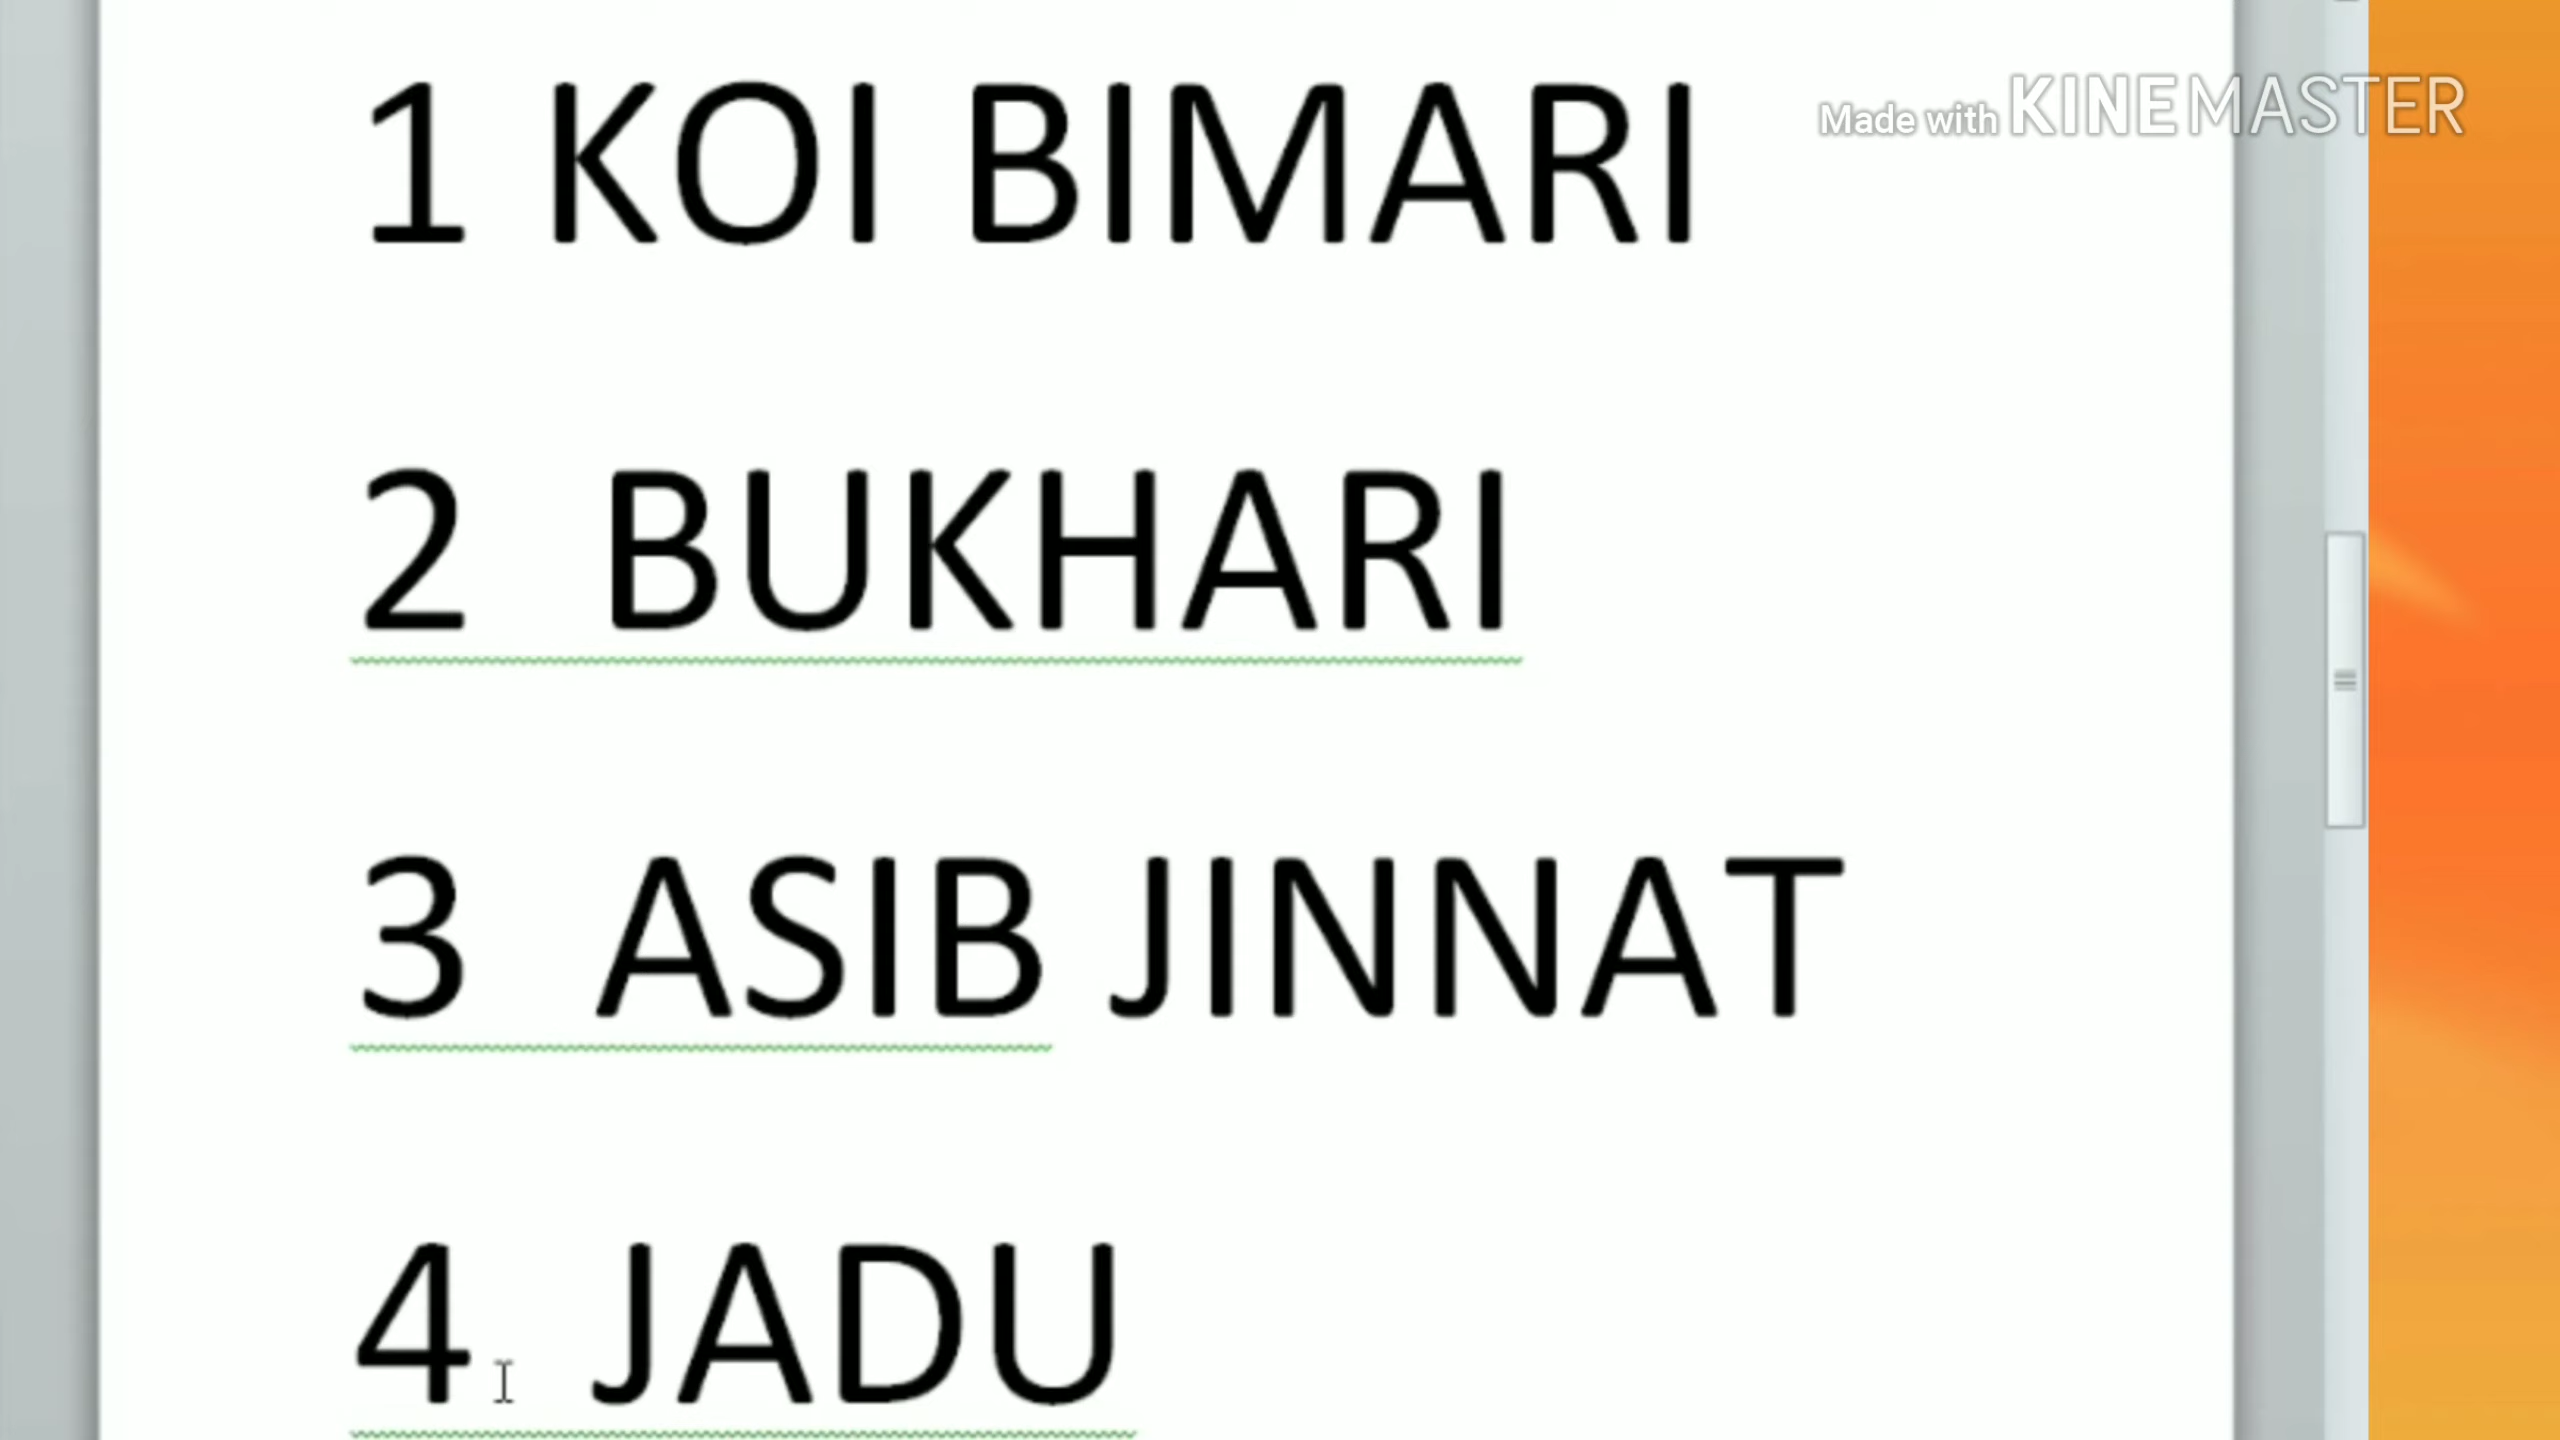 1 KOI BIMARI
Made with KINEMASTER
2 BUKHARI
3 ASIB JINNAT
4 JADU